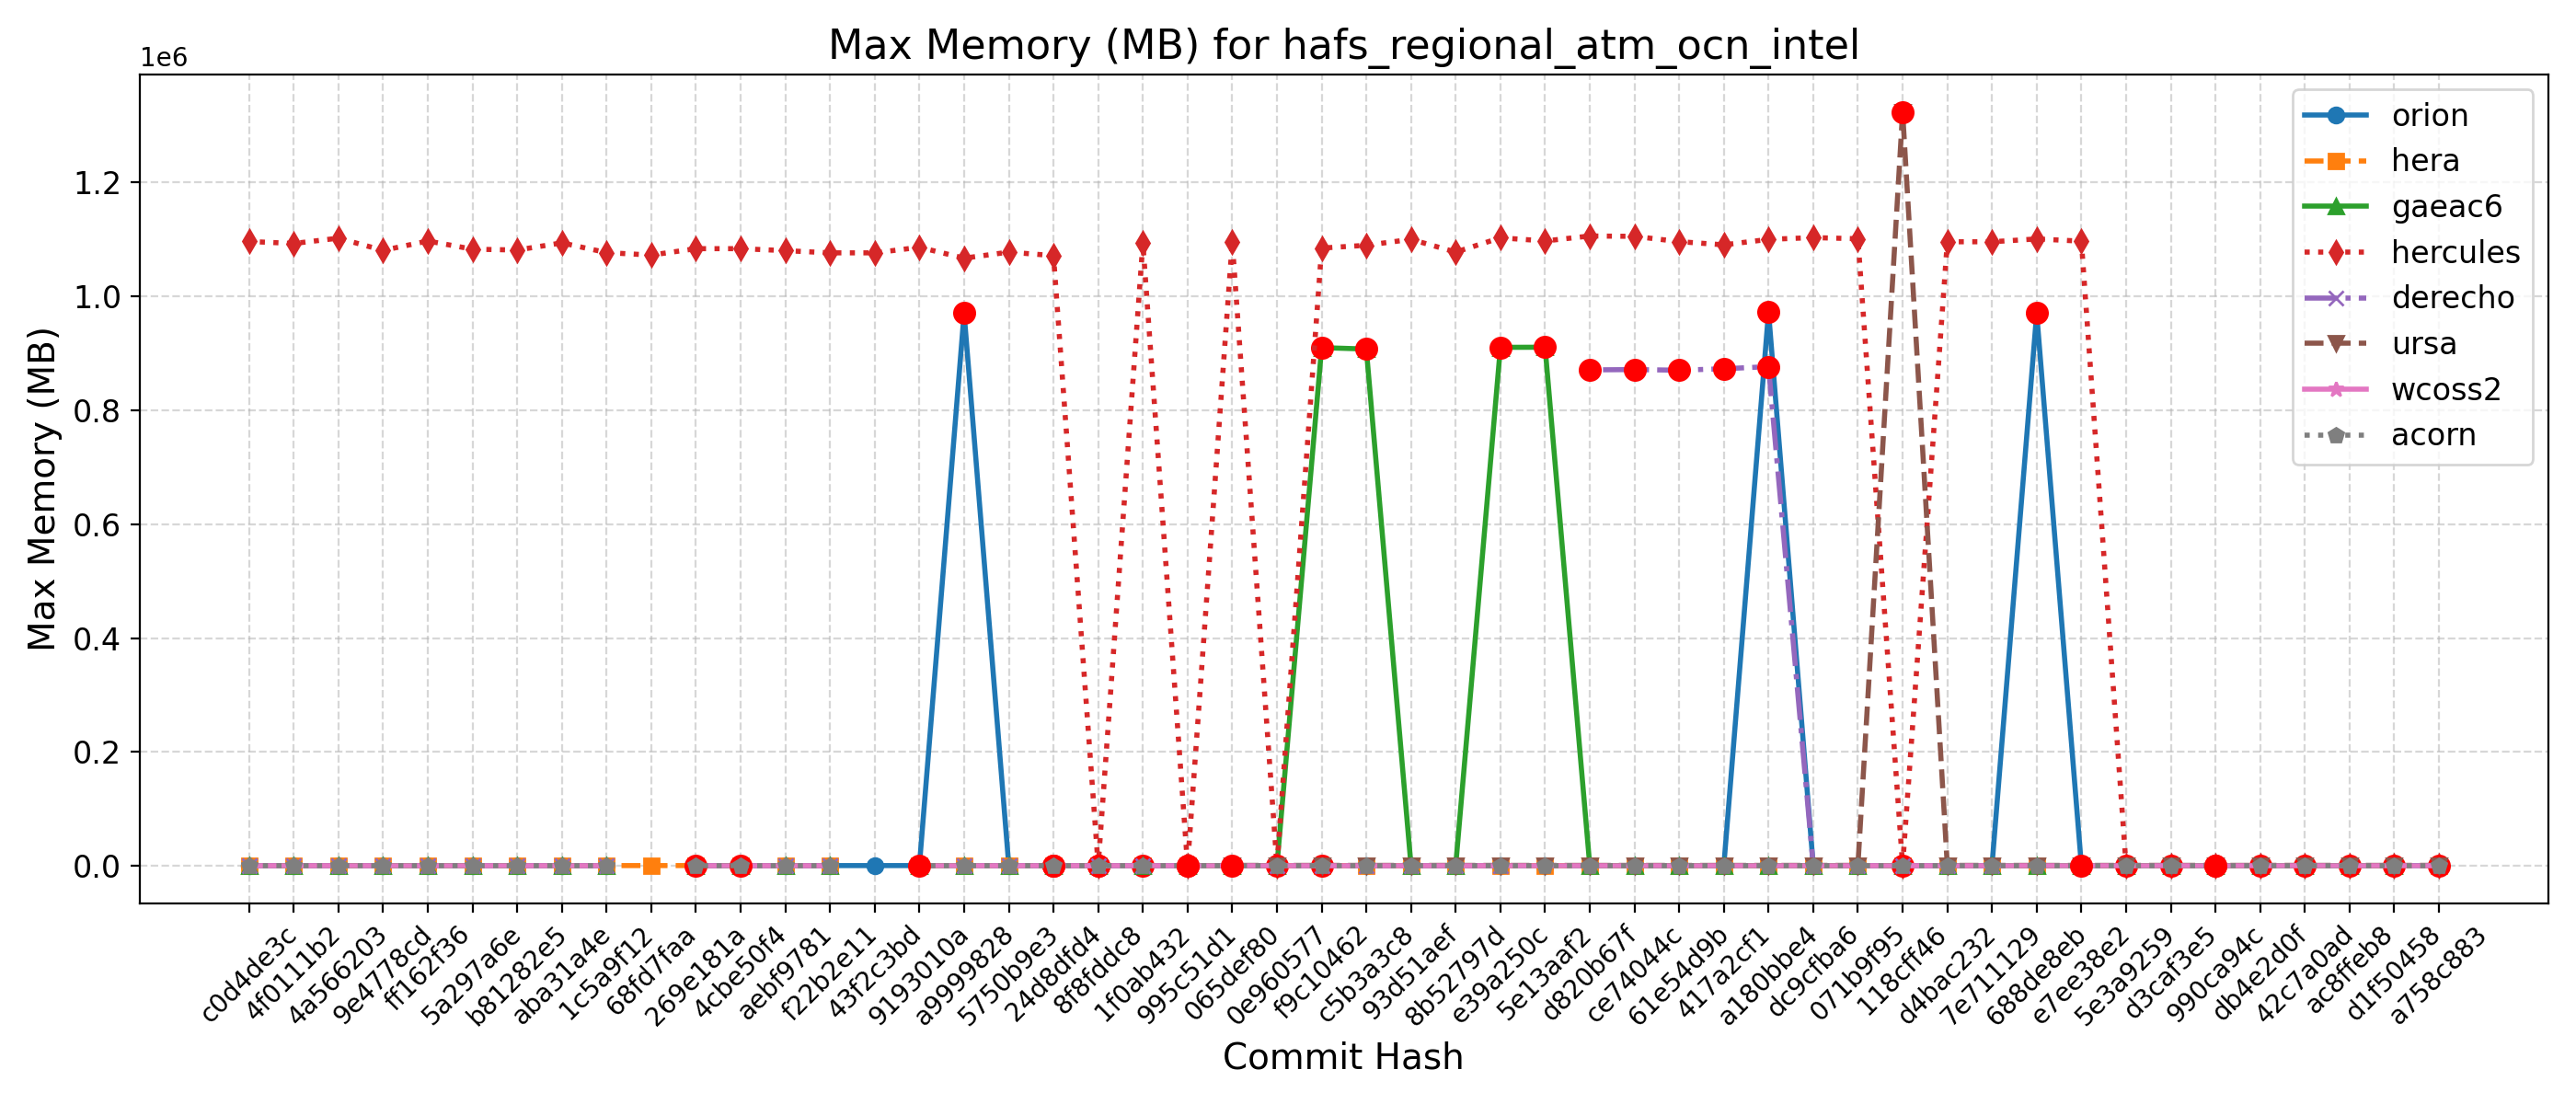 Max Memory (MB) for hafs_regional_atm_ocn_intel
1e6
1.2
1.0
0.8
0.6
0.4
0.2
0.0
Max Memory (MB)
orion
hera
gaeac6
hercules
derecho
ursa
wcoss2
acorn
c0d4de3c
4f0111b2
4a566203
9e4778cd
ff162f36
5a297a6e
b81282e5
aba31a4e
1c5a9f12
68fd7faa
269e181a
4cbe50f4
aebf9781
f22b2e11
43f2c3bd
9193010a
a9999828
5750b9e3
24d8dfd4
8f8fddc8
1f0ab432
995c51d1
065def80
0e960577
f9c10462
c5b3a3c8
93d51aef
8b52797d
e39a250c
5e13aaf2
d820b67f
ce74044c
61e54d9b
417a2cf1
a180bbe4
dc9cfba6
071b9f95
118cff46
d4bac232
7e711129
688de8eb
e7ee38e2
5e3a9259
d3caf3e5
990ca94c
db4e2d0f
42c7a0ad
ac8ffeb8
d1f50458
a758c883
Commit Hash